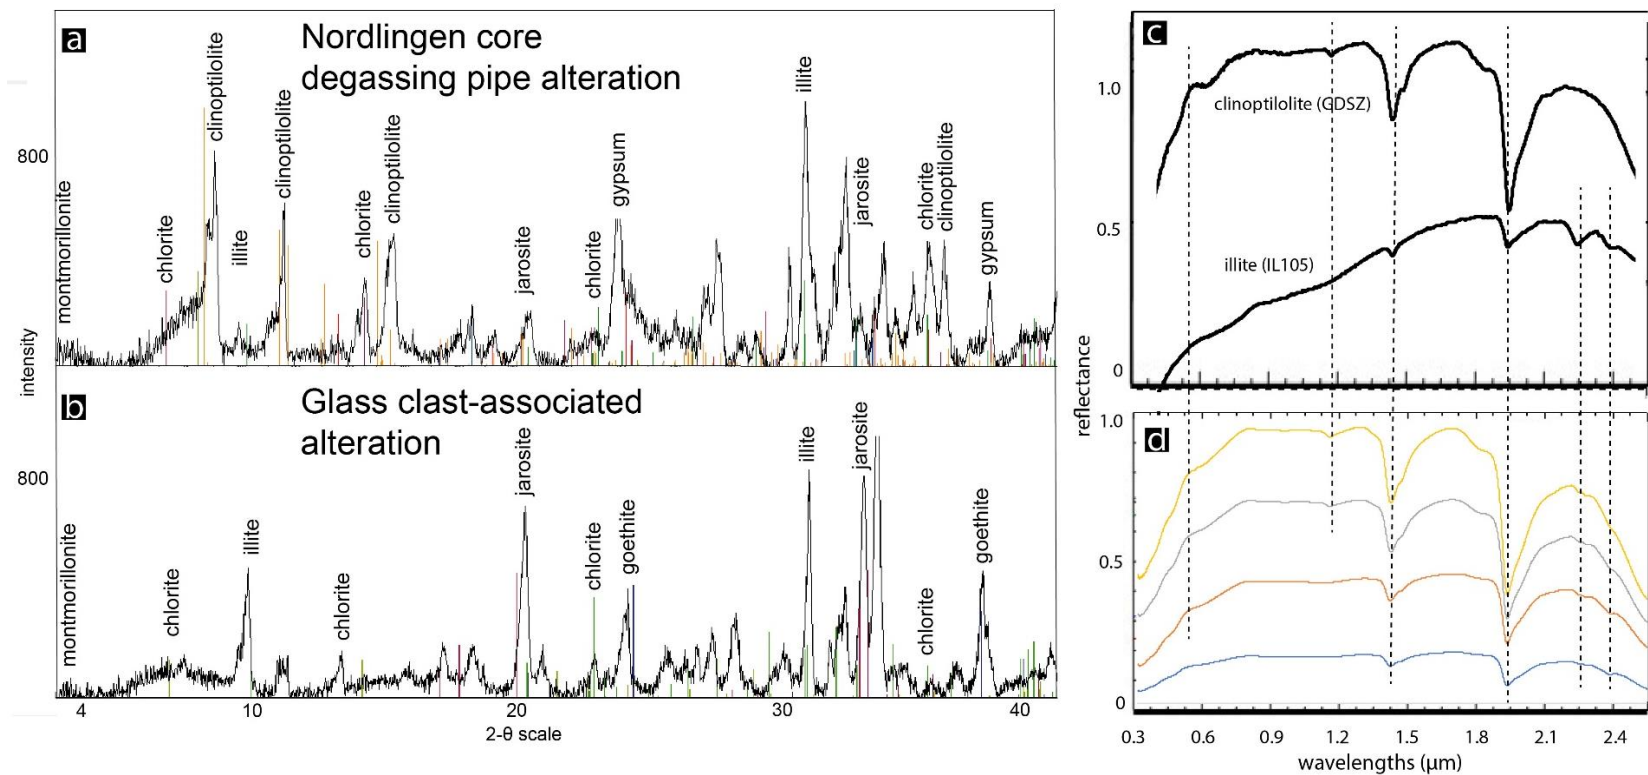 a
Nordlingen core
degassing pipe alteration
800
montmorillonite
chlorite
clinoptilolite
illite
clinoptilolite
chlorite
clinoptilolite
jarosite
chlorite
gypsum
illite
jarosite
chlorite
clinoptilolite
gypsum
intensity
b
Glass clast-associated
alteration
800
montmorillonite
chlorite
illite
chlorite
jarosite
chlorite
goethite
illite
jarosite
chlorite
goethite
4 10 20 30 40
2-θ scale
c
1.0
clinoptilolite (GDSZ)
0.5
illite (IL105)
0
reflectance
d
1.0
0.5
0
0.3 0.6 0.9 1.2 1.5 1.8 2.1 2.4
wavelengths (μm)